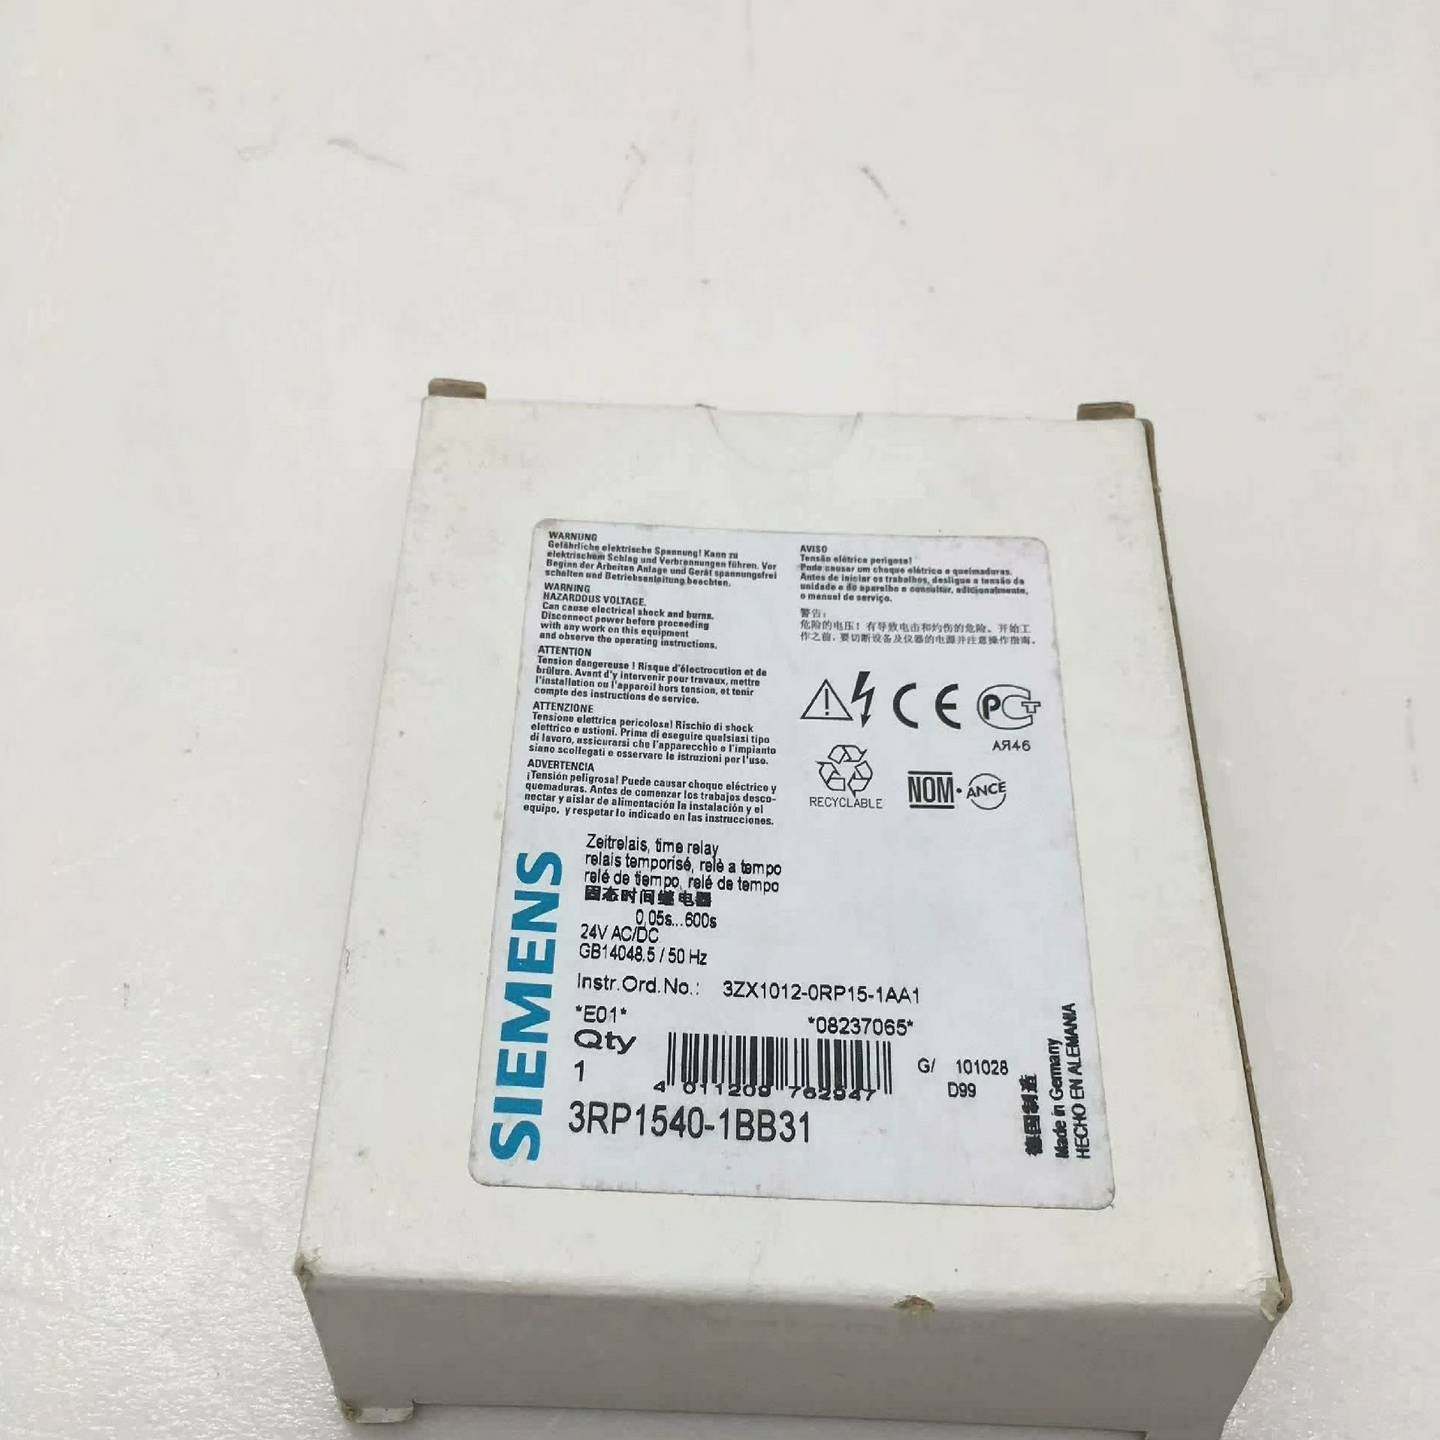 WARNUNG
Gefährliche elektrische Spannung! Kann zu
elektrischem Schlag und Verbrennungen führen. Vor
Beginn der Arbeiten Anlage und Gerät spannungsfrei
schalten und Betriebsanleitung beachten.
WARNING
HAZARDOUS VOLTAGE.
Can cause electrical shock and burns.
Disconnect power before proceeding
with any work on this equipment
and observe the operating instructions.
ATTENTION
Tension dangereuse ! Risque d'électrocution et de
brûlure. Avant d'y intervenir pour travaux, mettre
l'installation ou l'appareil hors tension, et tenir
compte des instructions de service.
ATTENZIONE
Tensione elettrica pericolosa! Rischio di shock
elettrico e ustioni. Prima di eseguire qualsiasi tipo
di lavoro, assicurarsi che l'apparecchio e l'impianto
siano scollegati e osservare le istruzioni per l'uso.
ADVERTENCIA
¡Tensión peligrosa! Puede causar choque eléctrico y
quemaduras. Antes de comenzar los trabajos desco-
nectar y aislar de alimentación la instalación y el
equipo, y respetar lo indicado en las instrucciones.
AVISO
Tensão elétrica perigosa!
Pode causar um choque elétrico e queimaduras.
Antes de iniciar os trabalhos, desligue a tensão da
unidade e do aparelho e consultar, adicionalmente,
o manual de serviço.
警告:
危险的电压!有导致电击和灼伤的危险。开始工
作之前,要切断设备及仪器的电源并注意操作指南。
CE
PCT
АЯ46
RECYCLABLE
NOM·ANCE
SIEMENS
Zeitrelais, time relay
relais temporisé, relè a tempo
relé de tiempo, relé de tempo
固态时间继电器
0,05s...600s
24V AC/DC
GB14048.5 / 50 Hz
Instr.Ord.No.: 3ZX1012-0RP15-1AA1
*E01* *08237065*
Qty
1
4 011209 762947
G/ 101028
D99
3RP1540-1BB31
德国制造
Made in Germany
HECHO EN ALEMANIA